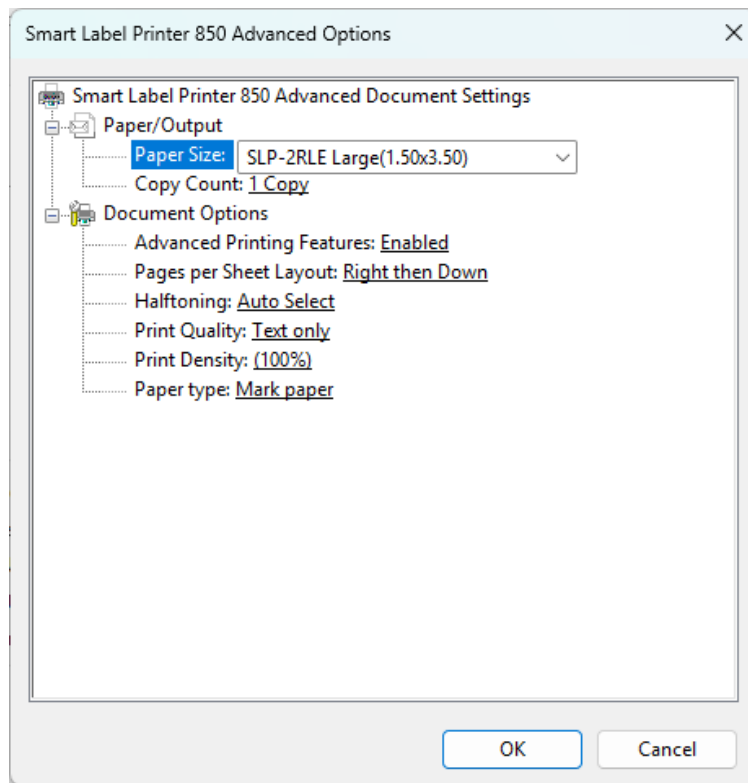 Smart Label Printer 850 Advanced Options
Smart Label Printer 850 Advanced Document Settings
Paper/Output
Paper Size: SLP-2RLE Large(1.50x3.50)
Copy Count: 1 Copy
Document Options
Advanced Printing Features: Enabled
Pages per Sheet Layout: Right then Down
Halftoning: Auto Select
Print Quality: Text only
Print Density: (100%)
Paper type: Mark paper
OK Cancel